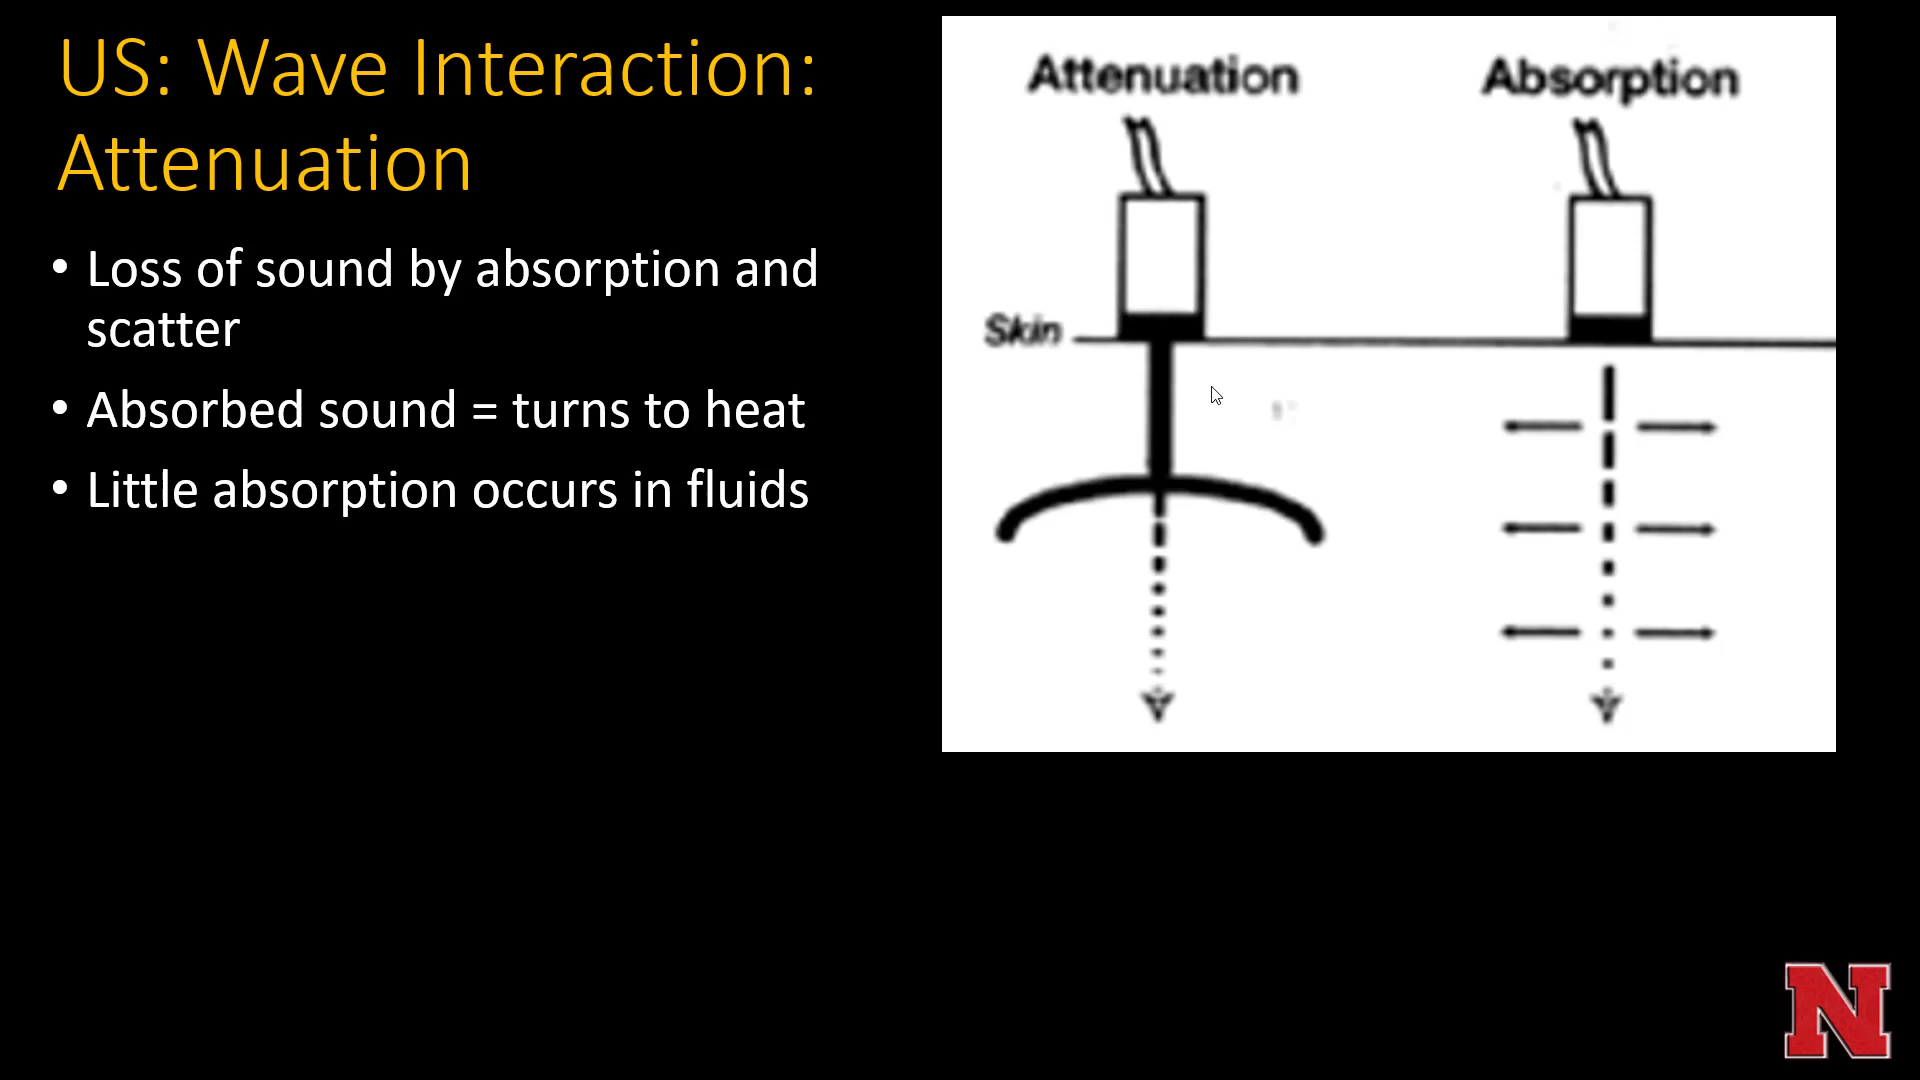 US: Wave Interaction:
Attenuation
• Loss of sound by absorption and
scatter
• Absorbed sound = turns to heat
• Little absorption occurs in fluids
Attenuation
Absorption
Skin
N